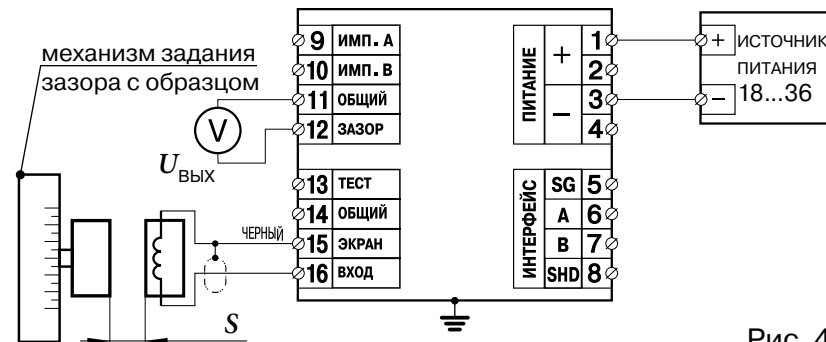 механизм задания
зазора с образцом
V
U ВЫХ
9 ИМП. А
10 ИМП. В
11 ОБЩИЙ
12 ЗАЗОР
13 ТЕСТ
14 ОБЩИЙ
ЧЕРНЫЙ
15 ЭКРАН
16 ВХОД
S
ПИТАНИЕ
+
−
1
2
3
4
ИНТЕРФЕЙС
SG 5
A 6
B 7
SHD 8
+ ИСТОЧНИК
ПИТАНИЯ
− 18...36
Рис. 4